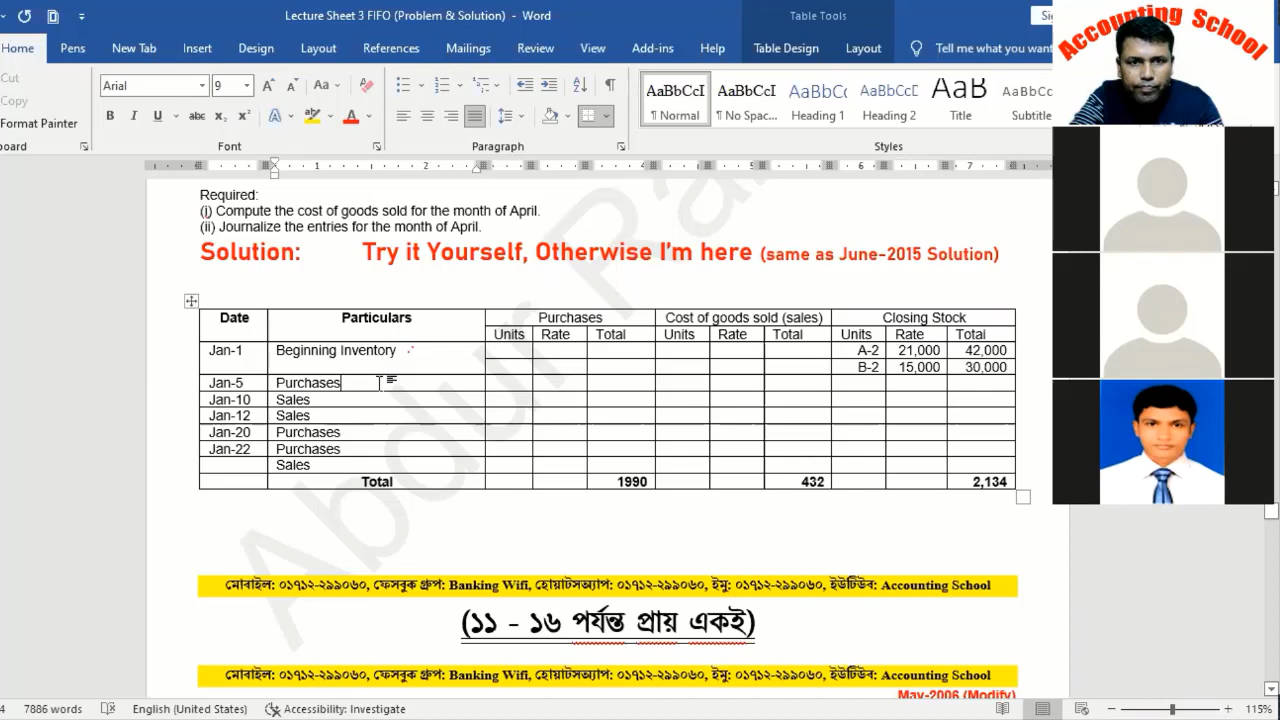 Lecture Sheet 3 FIFO (Problem & Solution) - Word
Table Tools
Home Pens New Tab Insert Design Layout References Mailings Review View Add-ins Help Table Design Layout Tell me what you want
Accounting School
Cut
Copy
Format Painter
Arial 9
AaBbCcI AaBbCcI AaBbCc AaBbCcI AaB AaBbCcI
¶ Normal ¶ No Spac... Heading 1 Heading 2 Title Subtitle
Font Paragraph Styles
Required:
(i) Compute the cost of goods sold for the month of April.
(ii) Journalize the entries for the month of April.
Solution: Try it Yourself, Otherwise I'm here (same as June-2015 Solution)
Date Particulars Purchases Cost of goods sold (sales) Closing Stock
Units Rate Total Units Rate Total Units Rate Total
Jan-1 Beginning Inventory A-2 21,000 42,000
B-2 15,000 30,000
Jan-5 Purchases
Jan-10 Sales
Jan-12 Sales
Jan-20 Purchases
Jan-22 Purchases
Sales
Total 1990 432 2,134
মোবাইল: ০১৭১২-২৯৯০৬০, ফেসবুক গ্রুপ: Banking Wifi, হোয়াটসঅ্যাপ: ০১৭১২-২৯৯০৬০, ইমু: ০১৭১২-২৯৯০৬০, ইউটিউব: Accounting School
(১১ - ১৬ পর্যন্ত প্রায় একই)
মোবাইল: ০১৭১২-২৯৯০৬০, ফেসবুক গ্রুপ: Banking Wifi, হোয়াটসঅ্যাপ: ০১৭১২-২৯৯০৬০, ইমু: ০১৭১২-২৯৯০৬০, ইউটিউব: Accounting School
May-2006 (Modify)
7886 words English (United States) Accessibility: Investigate 115%